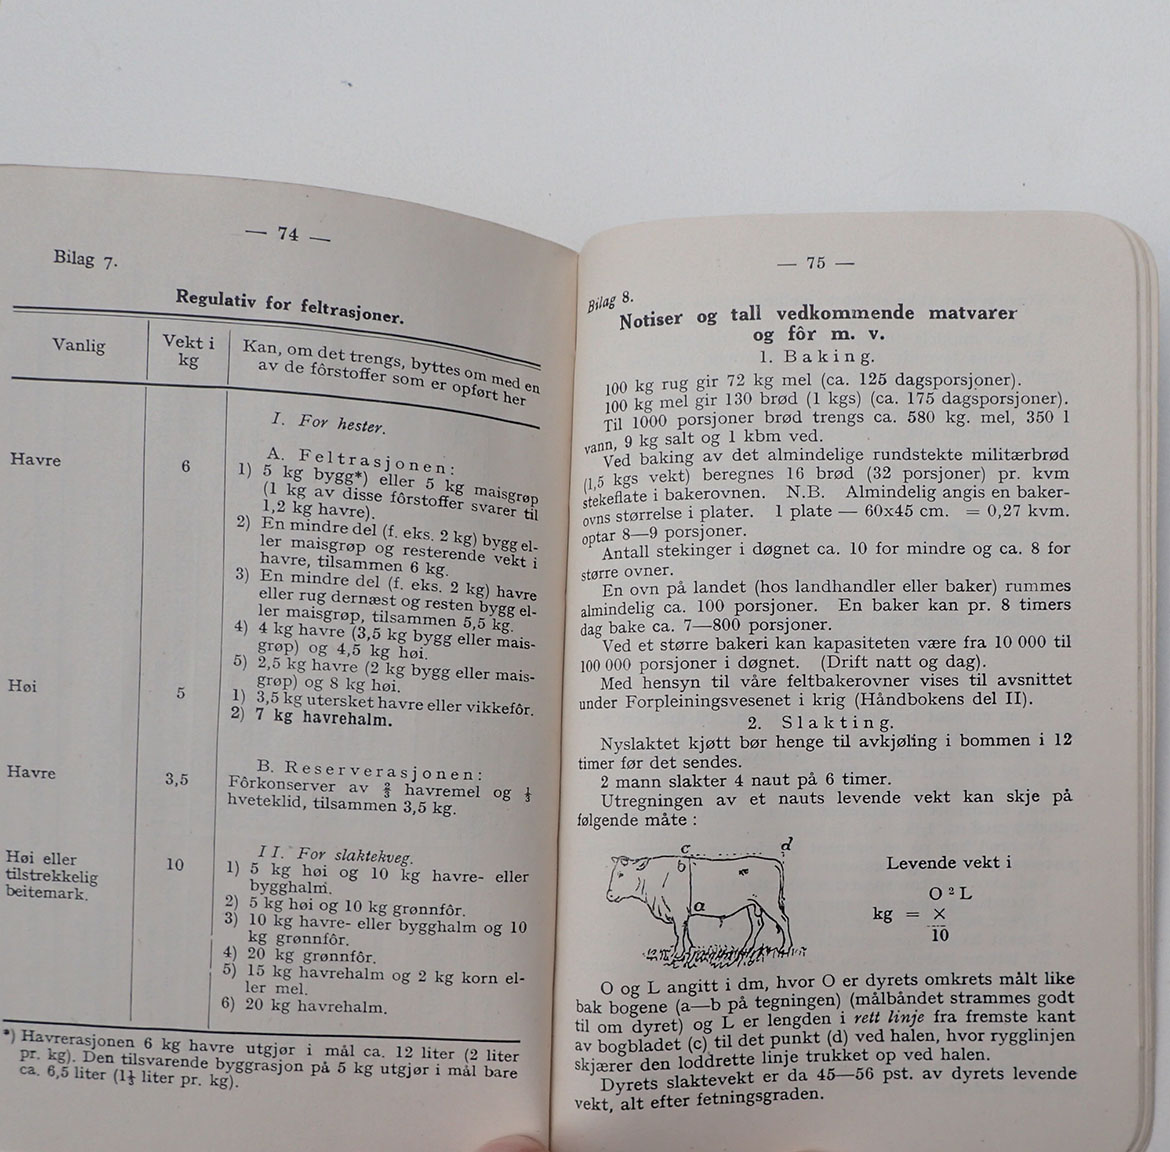 — 74 —
Bilag 7.
Regulativ for feltrasjoner.
Vanlig
Vekt i
kg
Kan, om det trengs, byttes om med en
av de fôrstoffer som er opført her
I. For hester.
Havre
6
A. Feltrasjonen:
1) 5 kg bygg*) eller 5 kg maisgrøp
(1 kg av disse fôrstoffer svarer til
1,2 kg havre).
2) En mindre del (f. eks. 2 kg) bygg el-
ler maisgrøp og resterende vekt i
havre, tilsammen 6 kg.
3) En mindre del (f. eks. 2 kg) havre
eller rug dernæst og resten bygg el-
ler maisgrøp, tilsammen 5,5 kg.
4) 4 kg havre (3,5 kg bygg eller mais-
grøp) og 4,5 kg høi.
5) 2,5 kg havre (2 kg bygg eller mais-
grøp) og 8 kg høi.
Høi
5
1) 3,5 kg utersket havre eller vikkefôr.
2) 7 kg havrehalm.
B. Reserverasjonen:
Havre
3,5
Fôrkonserver av ⅔ havremel og ⅓
hveteklid, tilsammen 3,5 kg.
II. For slaktekveg.
Høi eller
tilstrekkelig
beitemark.
10
1) 5 kg høi og 10 kg havre- eller
bygghalm.
2) 5 kg høi og 10 kg grønnfôr.
3) 10 kg havre- eller bygghalm og 10
kg grønnfôr.
4) 20 kg grønnfôr.
5) 15 kg havrehalm og 2 kg korn el-
ler mel.
6) 20 kg havrehalm.
*) Havrerasjonen 6 kg havre utgjør i mål ca. 12 liter (2 liter
pr. kg). Den tilsvarende byggrasjon på 5 kg utgjør i mål bare
ca. 6,5 liter (1⅓ liter pr. kg).
— 75 —
Bilag 8.
Notiser og tall vedkommende matvarer
og fôr m. v.
1. Baking.
100 kg rug gir 72 kg mel (ca. 125 dagsporsjoner).
100 kg mel gir 130 brød (1 kgs) (ca. 175 dagsporsjoner).
Til 1000 porsjoner brød trengs ca. 580 kg. mel, 350 l
vann, 9 kg salt og 1 kbm ved.
Ved baking av det almindelige rundstekte militærbrød
(1,5 kgs vekt) beregnes 16 brød (32 porsjoner) pr. kvm
stekeflate i bakerovnen. N.B. Almindelig angis en baker-
ovns størrelse i plater. 1 plate — 60x45 cm. = 0,27 kvm.
optar 8—9 porsjoner.
Antall stekinger i døgnet ca. 10 for mindre og ca. 8 for
større ovner.
En ovn på landet (hos landhandler eller baker) rummes
almindelig ca. 100 porsjoner. En baker kan pr. 8 timers
dag bake ca. 7—800 porsjoner.
Ved et større bakeri kan kapasiteten være fra 10 000 til
100 000 porsjoner i døgnet. (Drift natt og dag).
Med hensyn til våre feltbakerovner vises til avsnittet
under Forpleiningsvesenet i krig (Håndbokens del II).
2. Slakting.
Nyslaktet kjøtt bør henge til avkjøling i bommen i 12
timer før det sendes.
2 mann slakter 4 naut på 6 timer.
Utregningen av et nauts levende vekt kan skje på
følgende måte :
c
d
b
a
Levende vekt i
O ² L
kg = ×
10
O og L angitt i dm, hvor O er dyrets omkrets målt like
bak bogene (a—b på tegningen) (målbåndet strammes godt
til om dyret) og L er lengden i rett linje fra fremste kant
av bogbladet (c) til det punkt (d) ved halen, hvor rygglinjen
skjærer den loddrette linje trukket op ved halen.
Dyrets slaktevekt er da 45—56 pst. av dyrets levende
vekt, alt efter fetningsgraden.